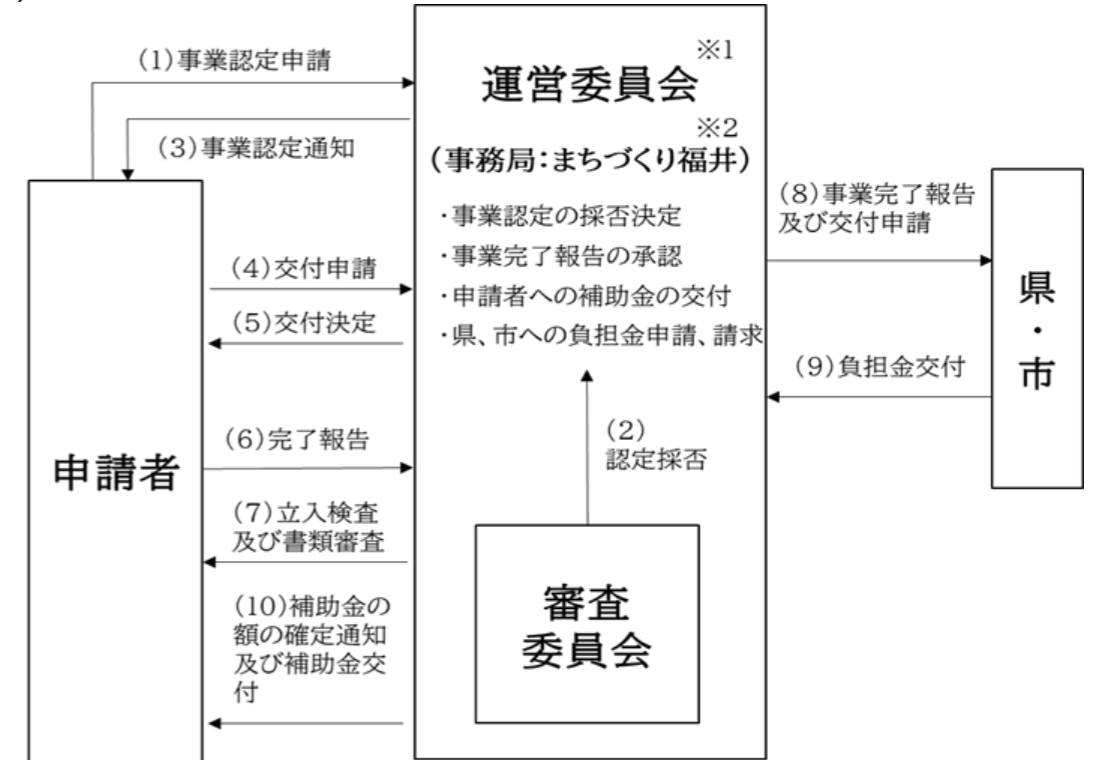 (1)事業認定申請
(3)事業認定通知
※1
運営委員会
※2
(事務局:まちづくり福井)
・事業認定の採否決定
・事業完了報告の承認
・申請者への補助金の交付
・県、市への負担金申請、請求
(8)事業完了報告
及び交付申請
県・市
(9)負担金交付
(4)交付申請
(5)交付決定
(2)
認定採否
(6)完了報告
申請者
(7)立入検査
及び書類審査
審査
委員会
(10)補助金の
額の確定通知
及び補助金交
付